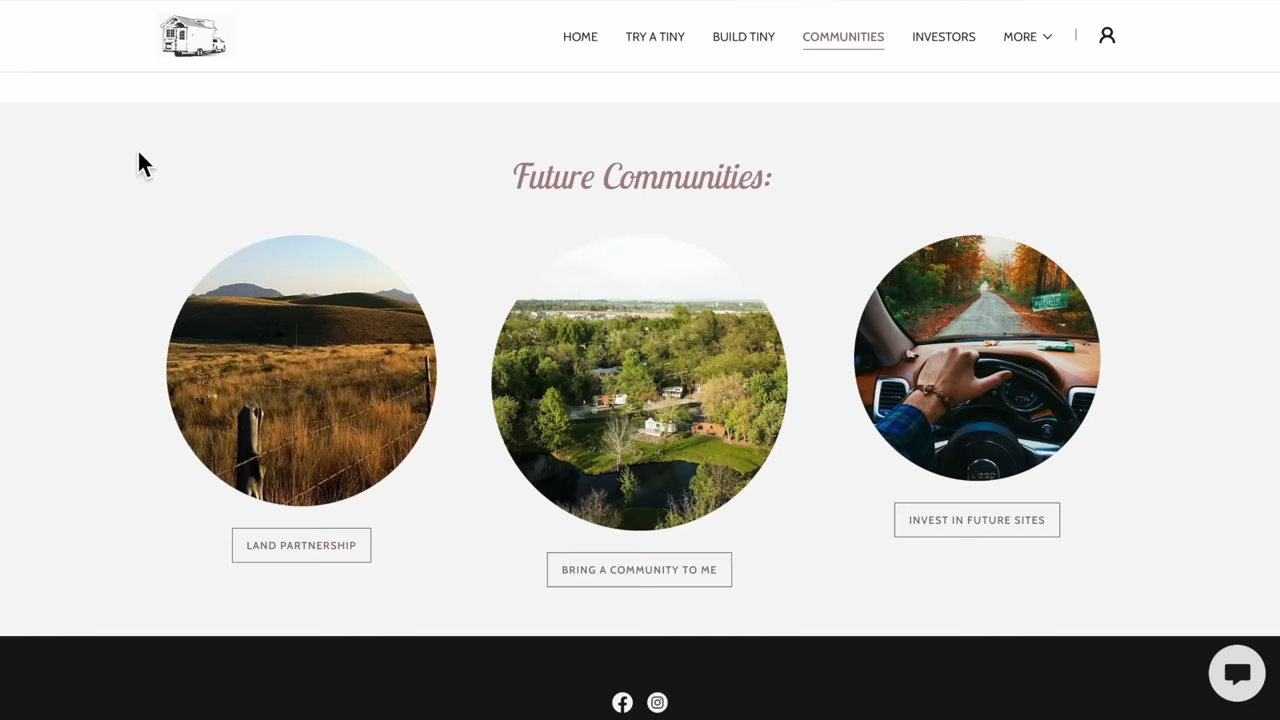 HOME TRY A TINY BUILD TINY COMMUNITIES INVESTORS MORE
Future Communities:
LAND PARTNERSHIP
BRING A COMMUNITY TO ME
INVEST IN FUTURE SITES
Jeep